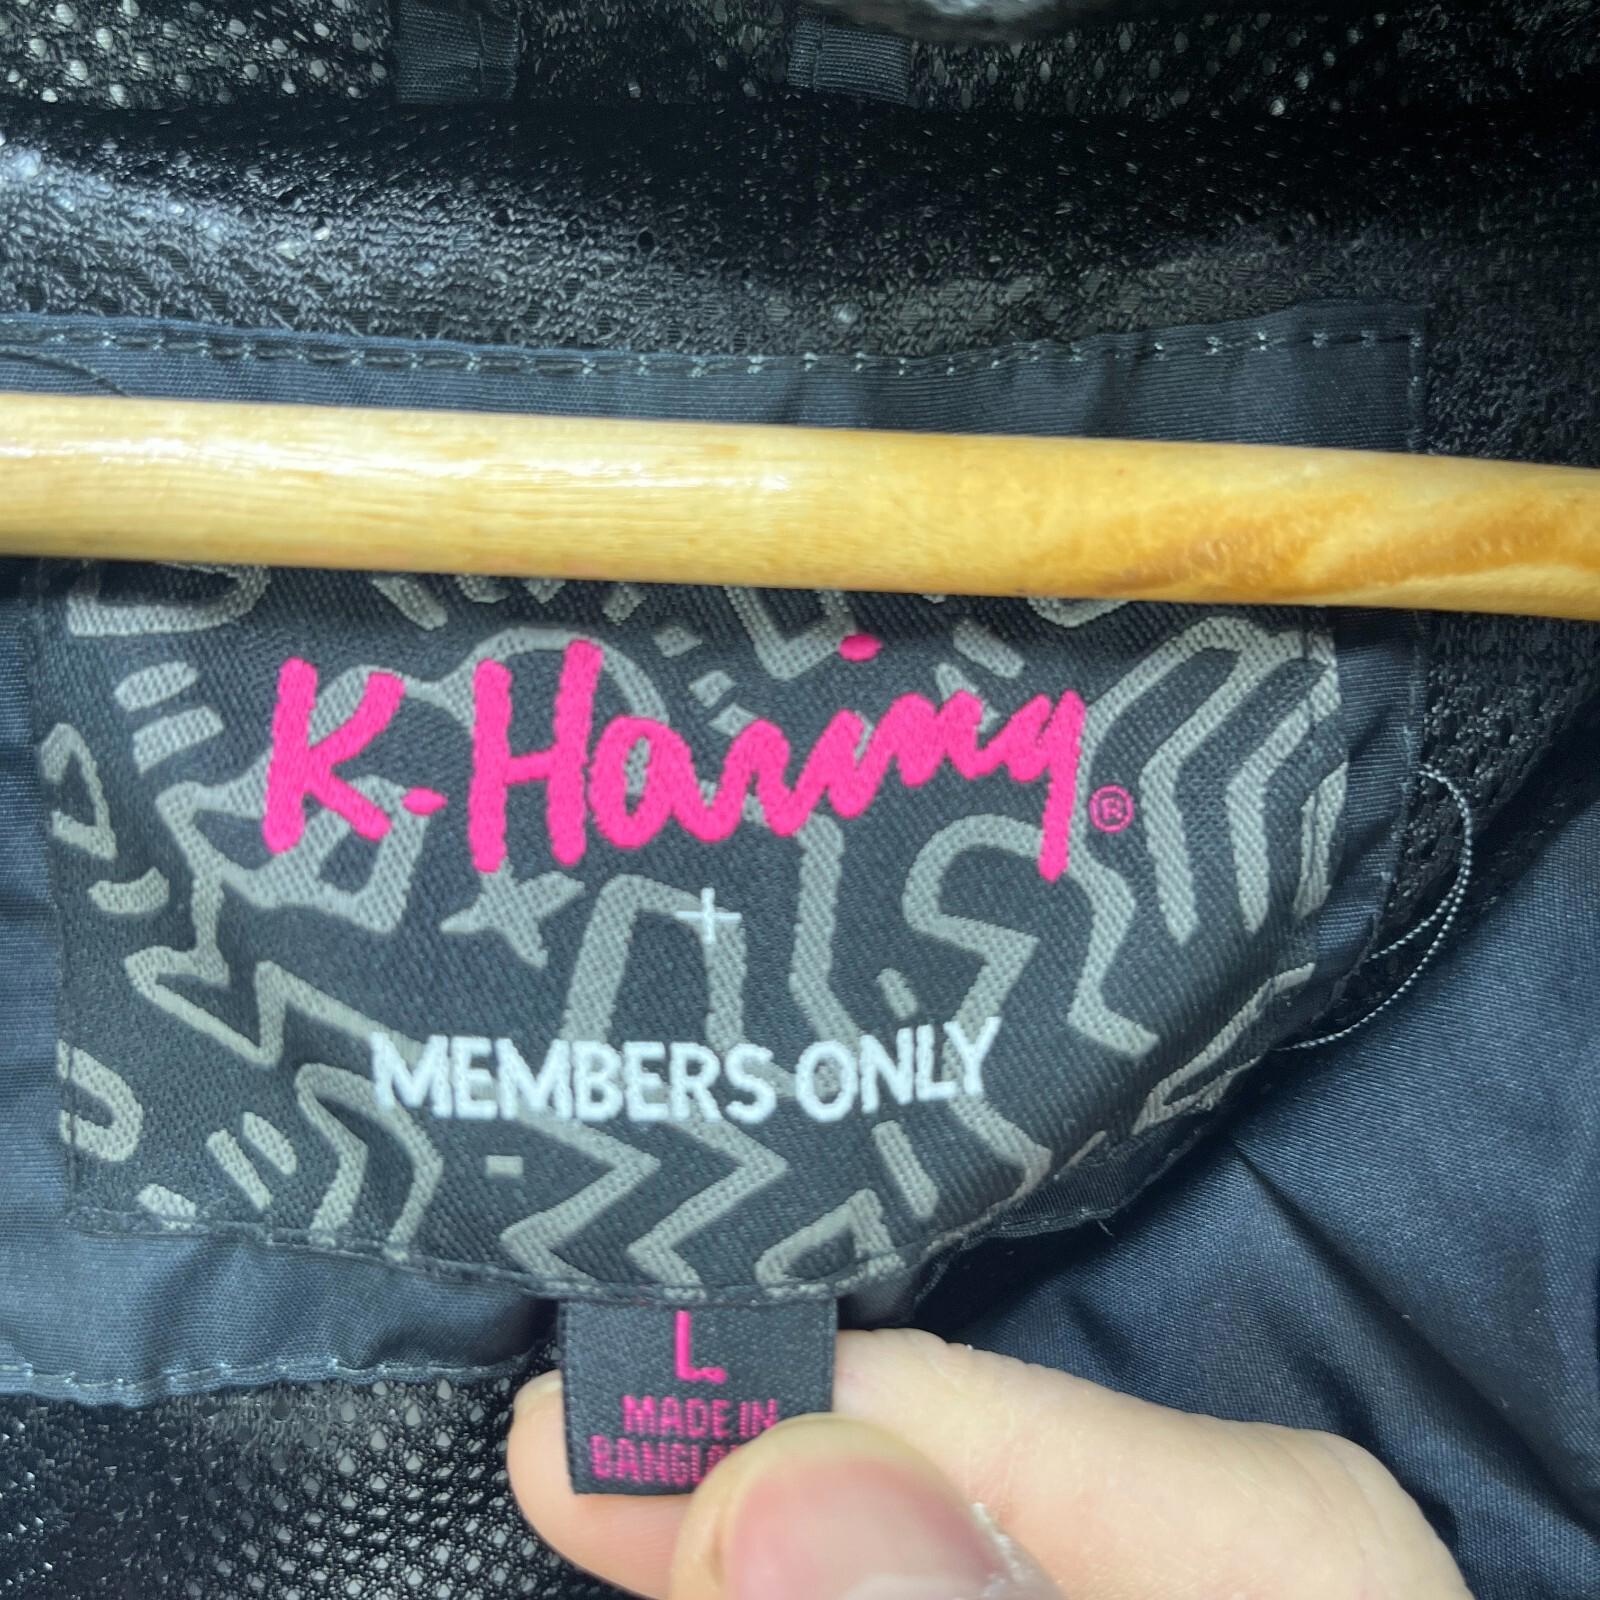 K. Haring ®
+
MEMBERS ONLY
L
MADE IN